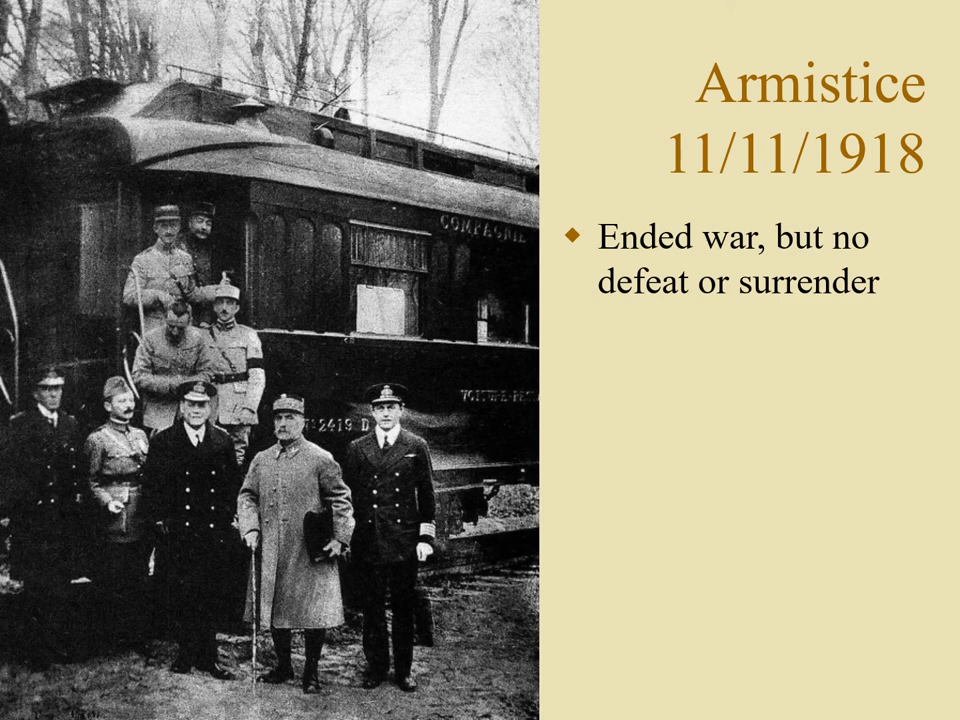 Armistice
11/11/1918
Ended war, but no
defeat or surrender
COMPAGNIE
2419 D